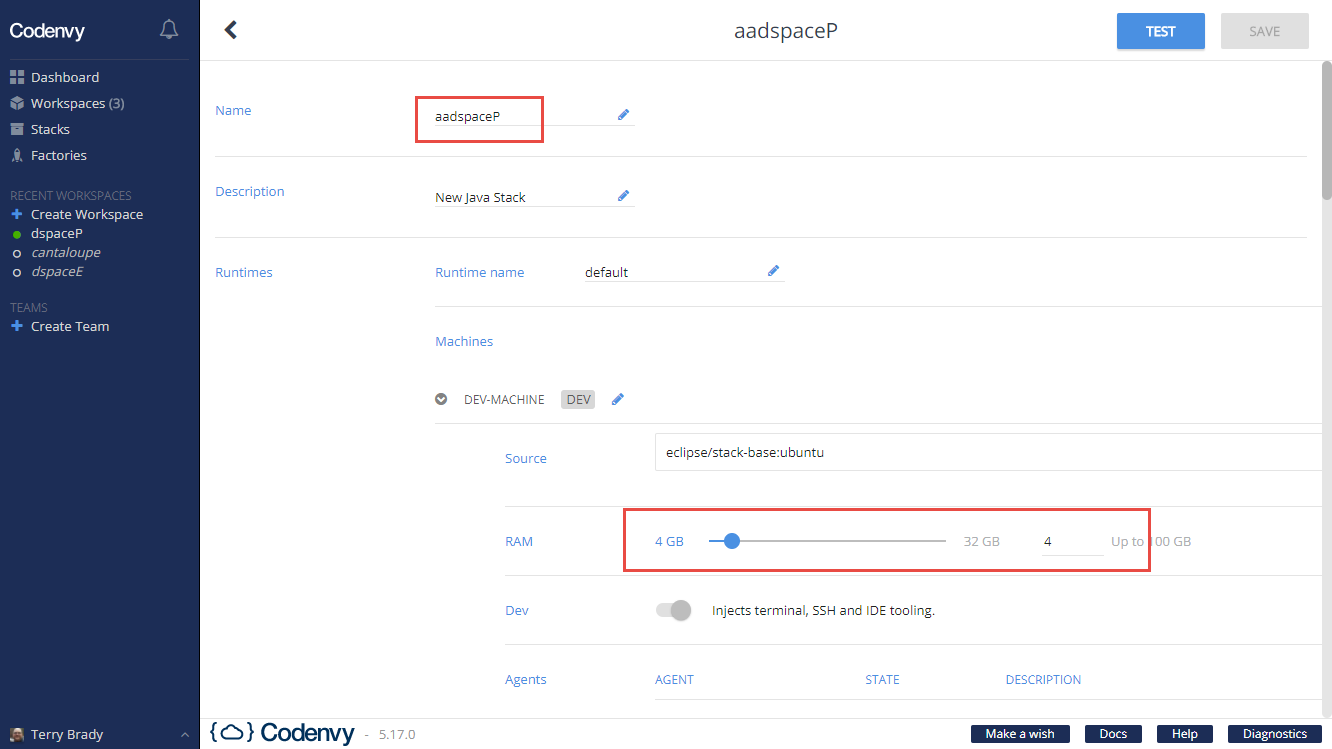 Codenvy
Dashboard
Workspaces (3)
Stacks
Factories
RECENT WORKSPACES
Create Workspace
dspaceP
cantaloupe
dspaceE
TEAMS
Create Team
Terry Brady
aadspaceP
TEST
SAVE
Name
aadspaceP
Description
New Java Stack
Runtimes
Runtime name
default
Machines
DEV-MACHINE DEV
Source
eclipse/stack-base:ubuntu
RAM
4 GB
32 GB
4
Up to 100 GB
Dev
Injects terminal, SSH and IDE tooling.
Agents
AGENT
STATE
DESCRIPTION
{ } Codenvy - 5.17.0
Make a wish
Docs
Help
Diagnostics